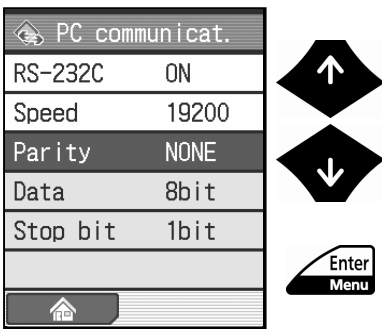 PC communicat.
RS-232C ON
Speed 19200
Parity NONE
Data 8bit
Stop bit 1bit
Enter
Menu